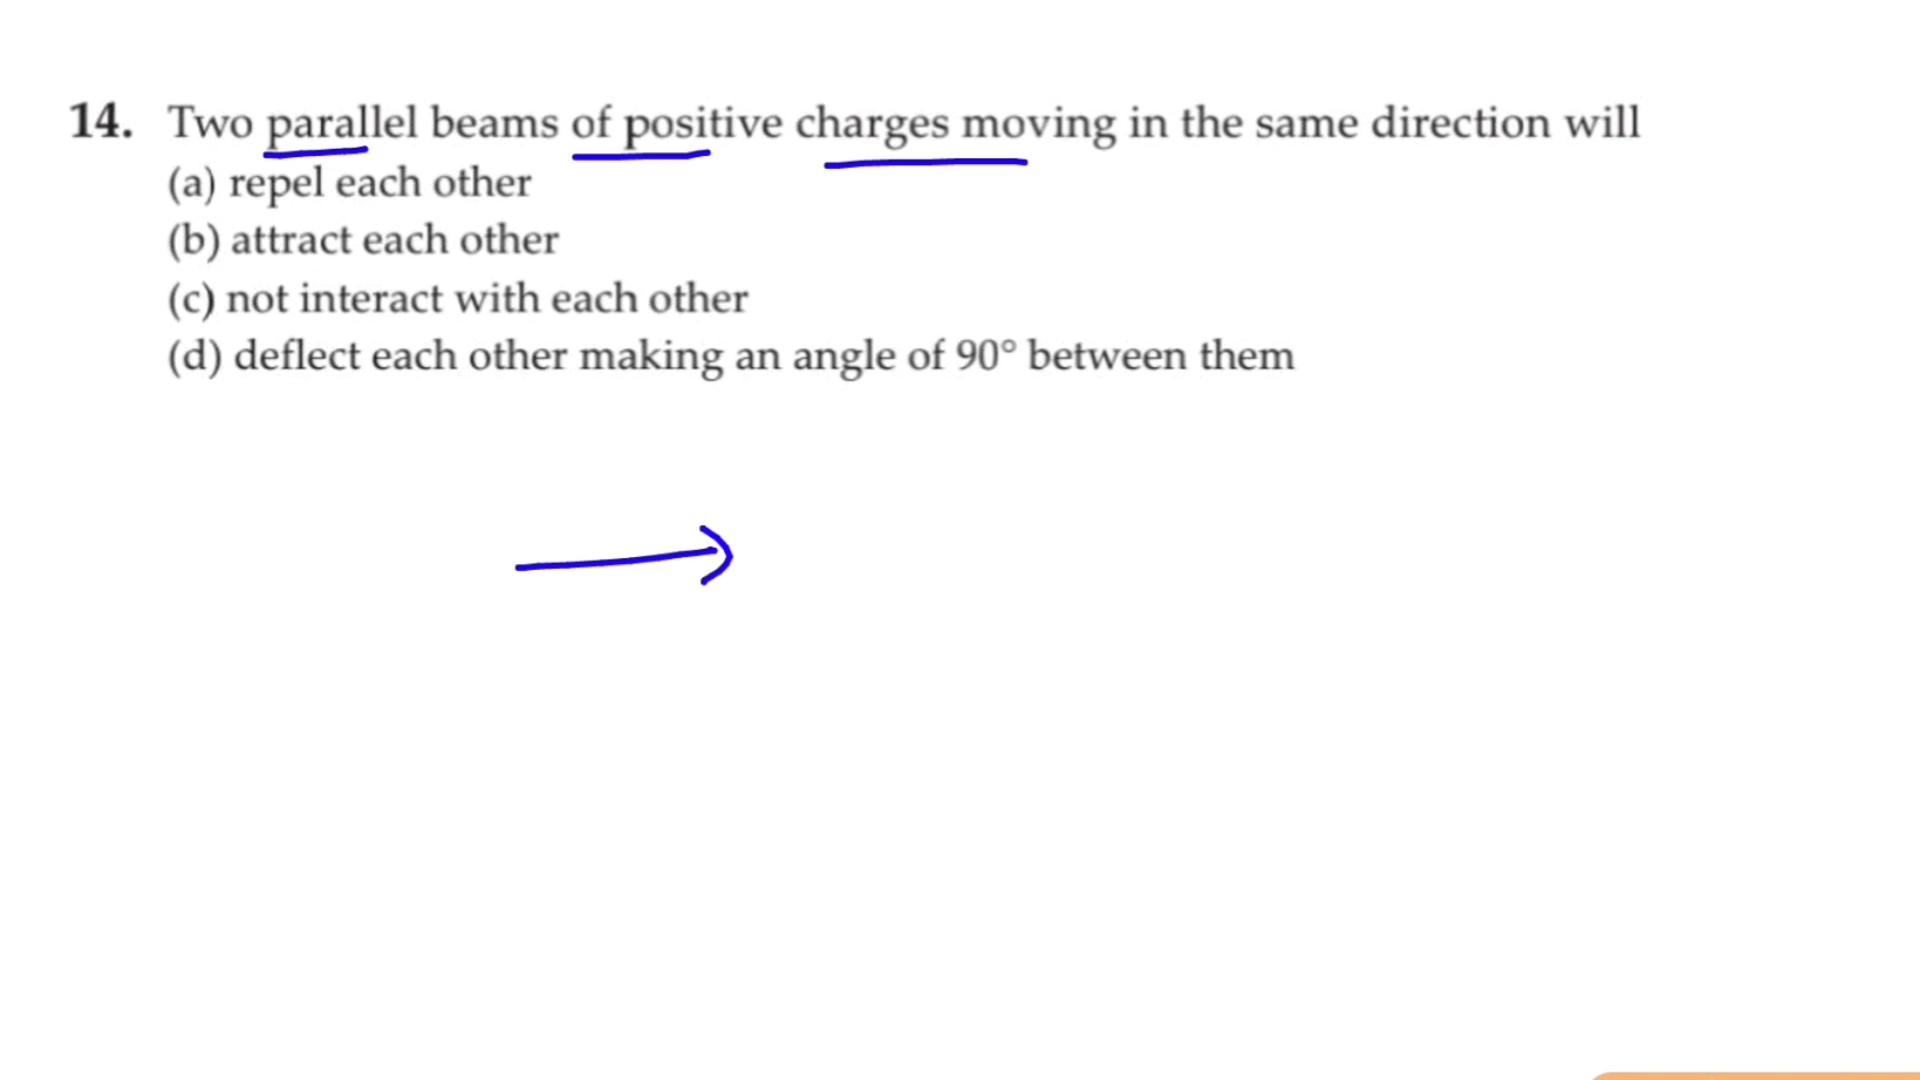 14. Two parallel beams of positive charges moving in the same direction will
(a) repel each other
(b) attract each other
(c) not interact with each other
(d) deflect each other making an angle of 90° between them